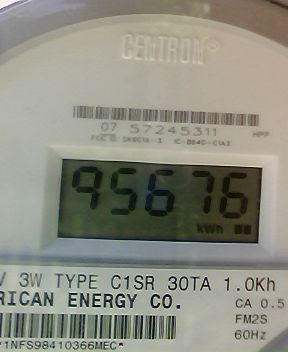 CENTRON®
07 57245311 HPP
95676
kWh
V 3W TYPE C1SR 30TA 1.0Kh
RICAN ENERGY CO. CA 0.5
FM2S
*1NFS98410366MEC* 60Hz